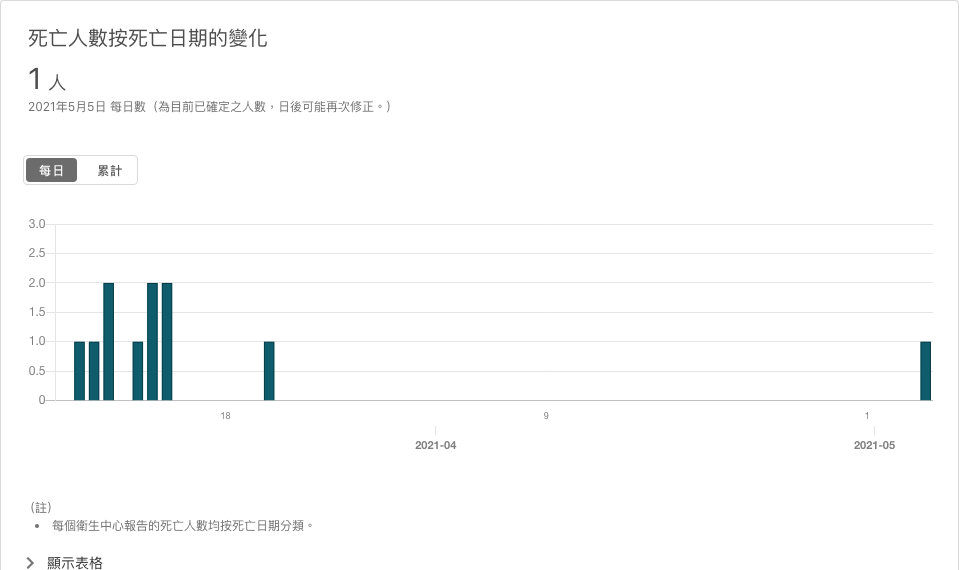 死亡人數按死亡日期的變化
1 人
2021年5月5日 每日數（為目前已確定之人數，日後可能再次修正。）
每日 累計
3.0
2.5
2.0
1.5
1.0
0.5
0
18 9 1
2021-04 2021-05
（註）
• 每個衛生中心報告的死亡人數均按死亡日期分類。
顯示表格